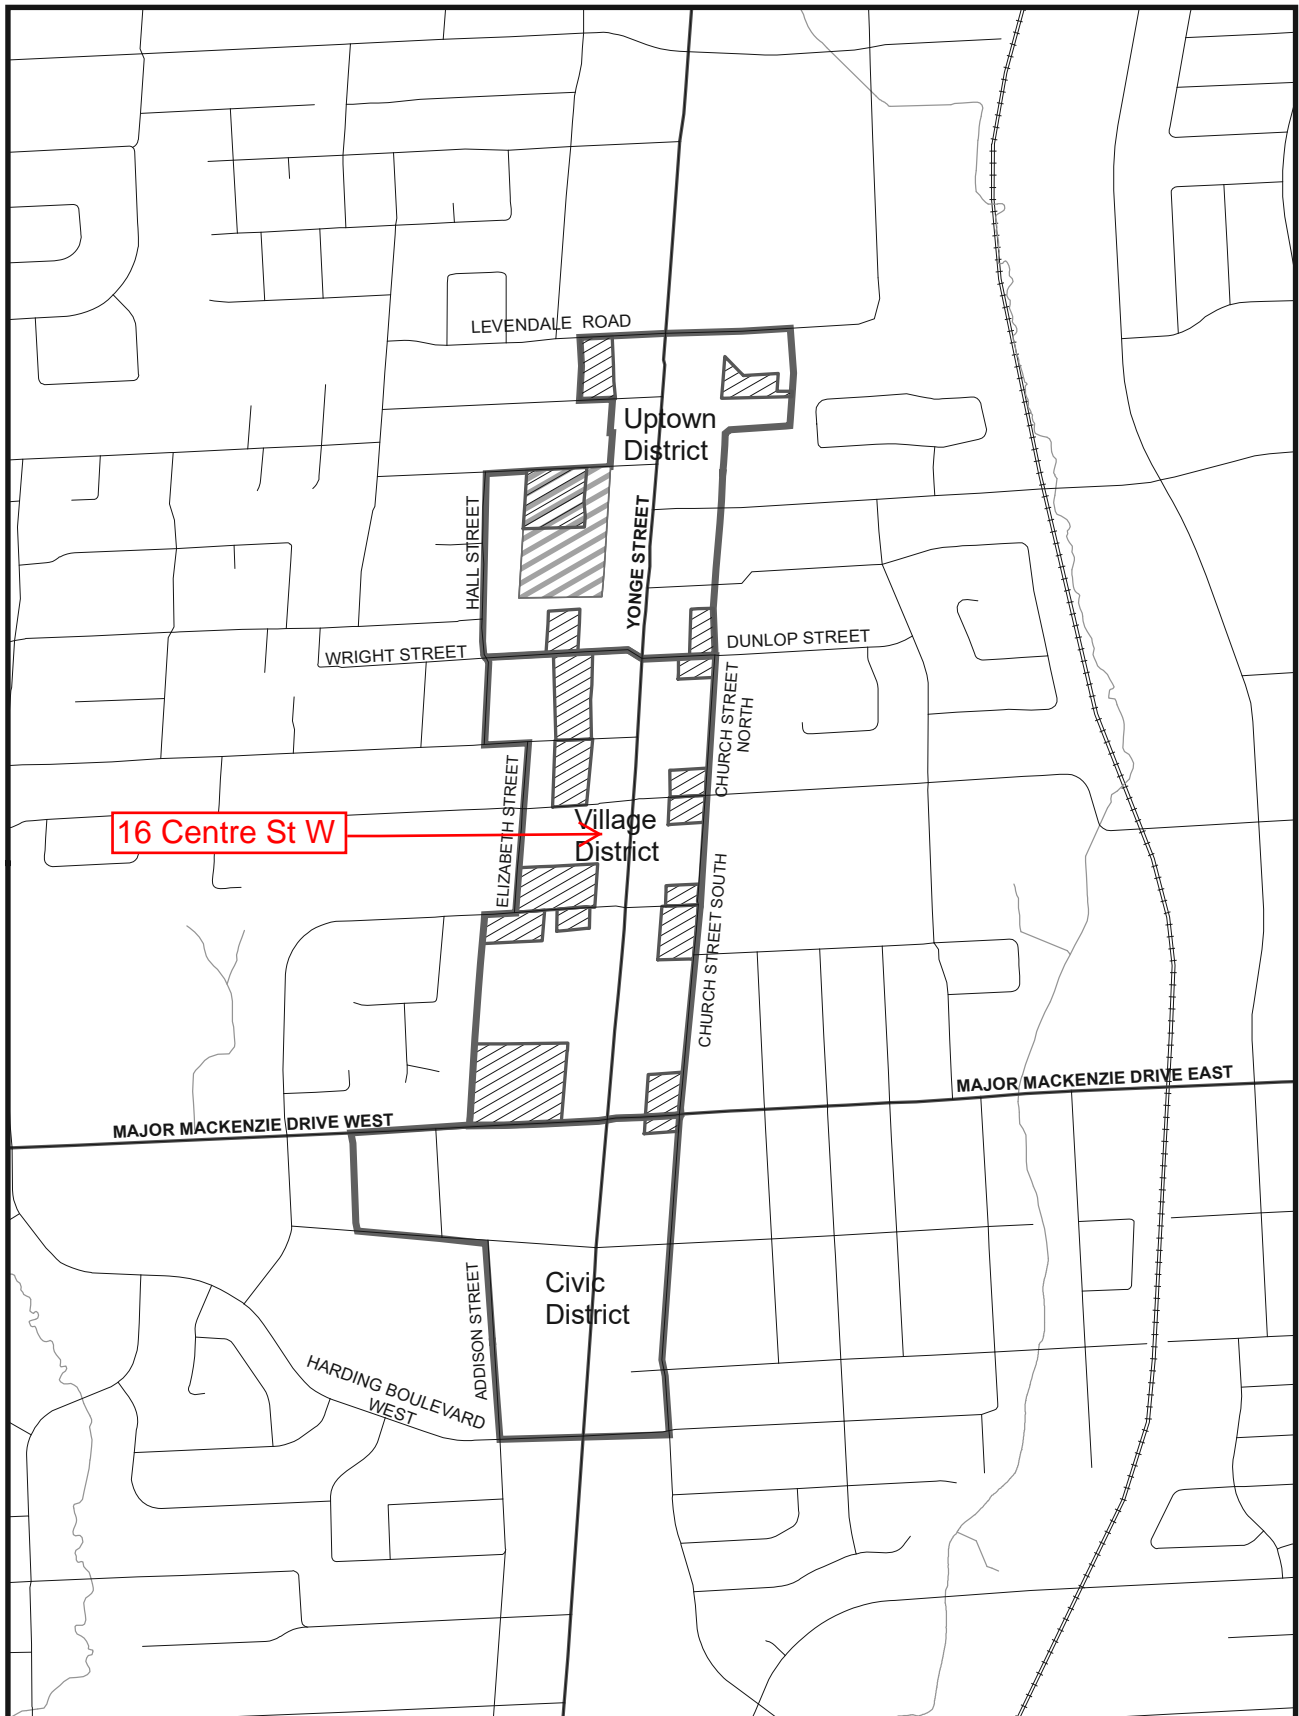 LEVENDALE ROAD
Uptown
District
HALL STREET
YONGE STREET
WRIGHT STREET
DUNLOP STREET
CHURCH STREET
NORTH
ELIZABETH STREET
16 Centre St W
Village
District
CHURCH STREET SOUTH
MAJOR MACKENZIE DRIVE EAST
MAJOR MACKENZIE DRIVE WEST
ADDISON STREET
Civic
District
HARDING BOULEVARD
WEST